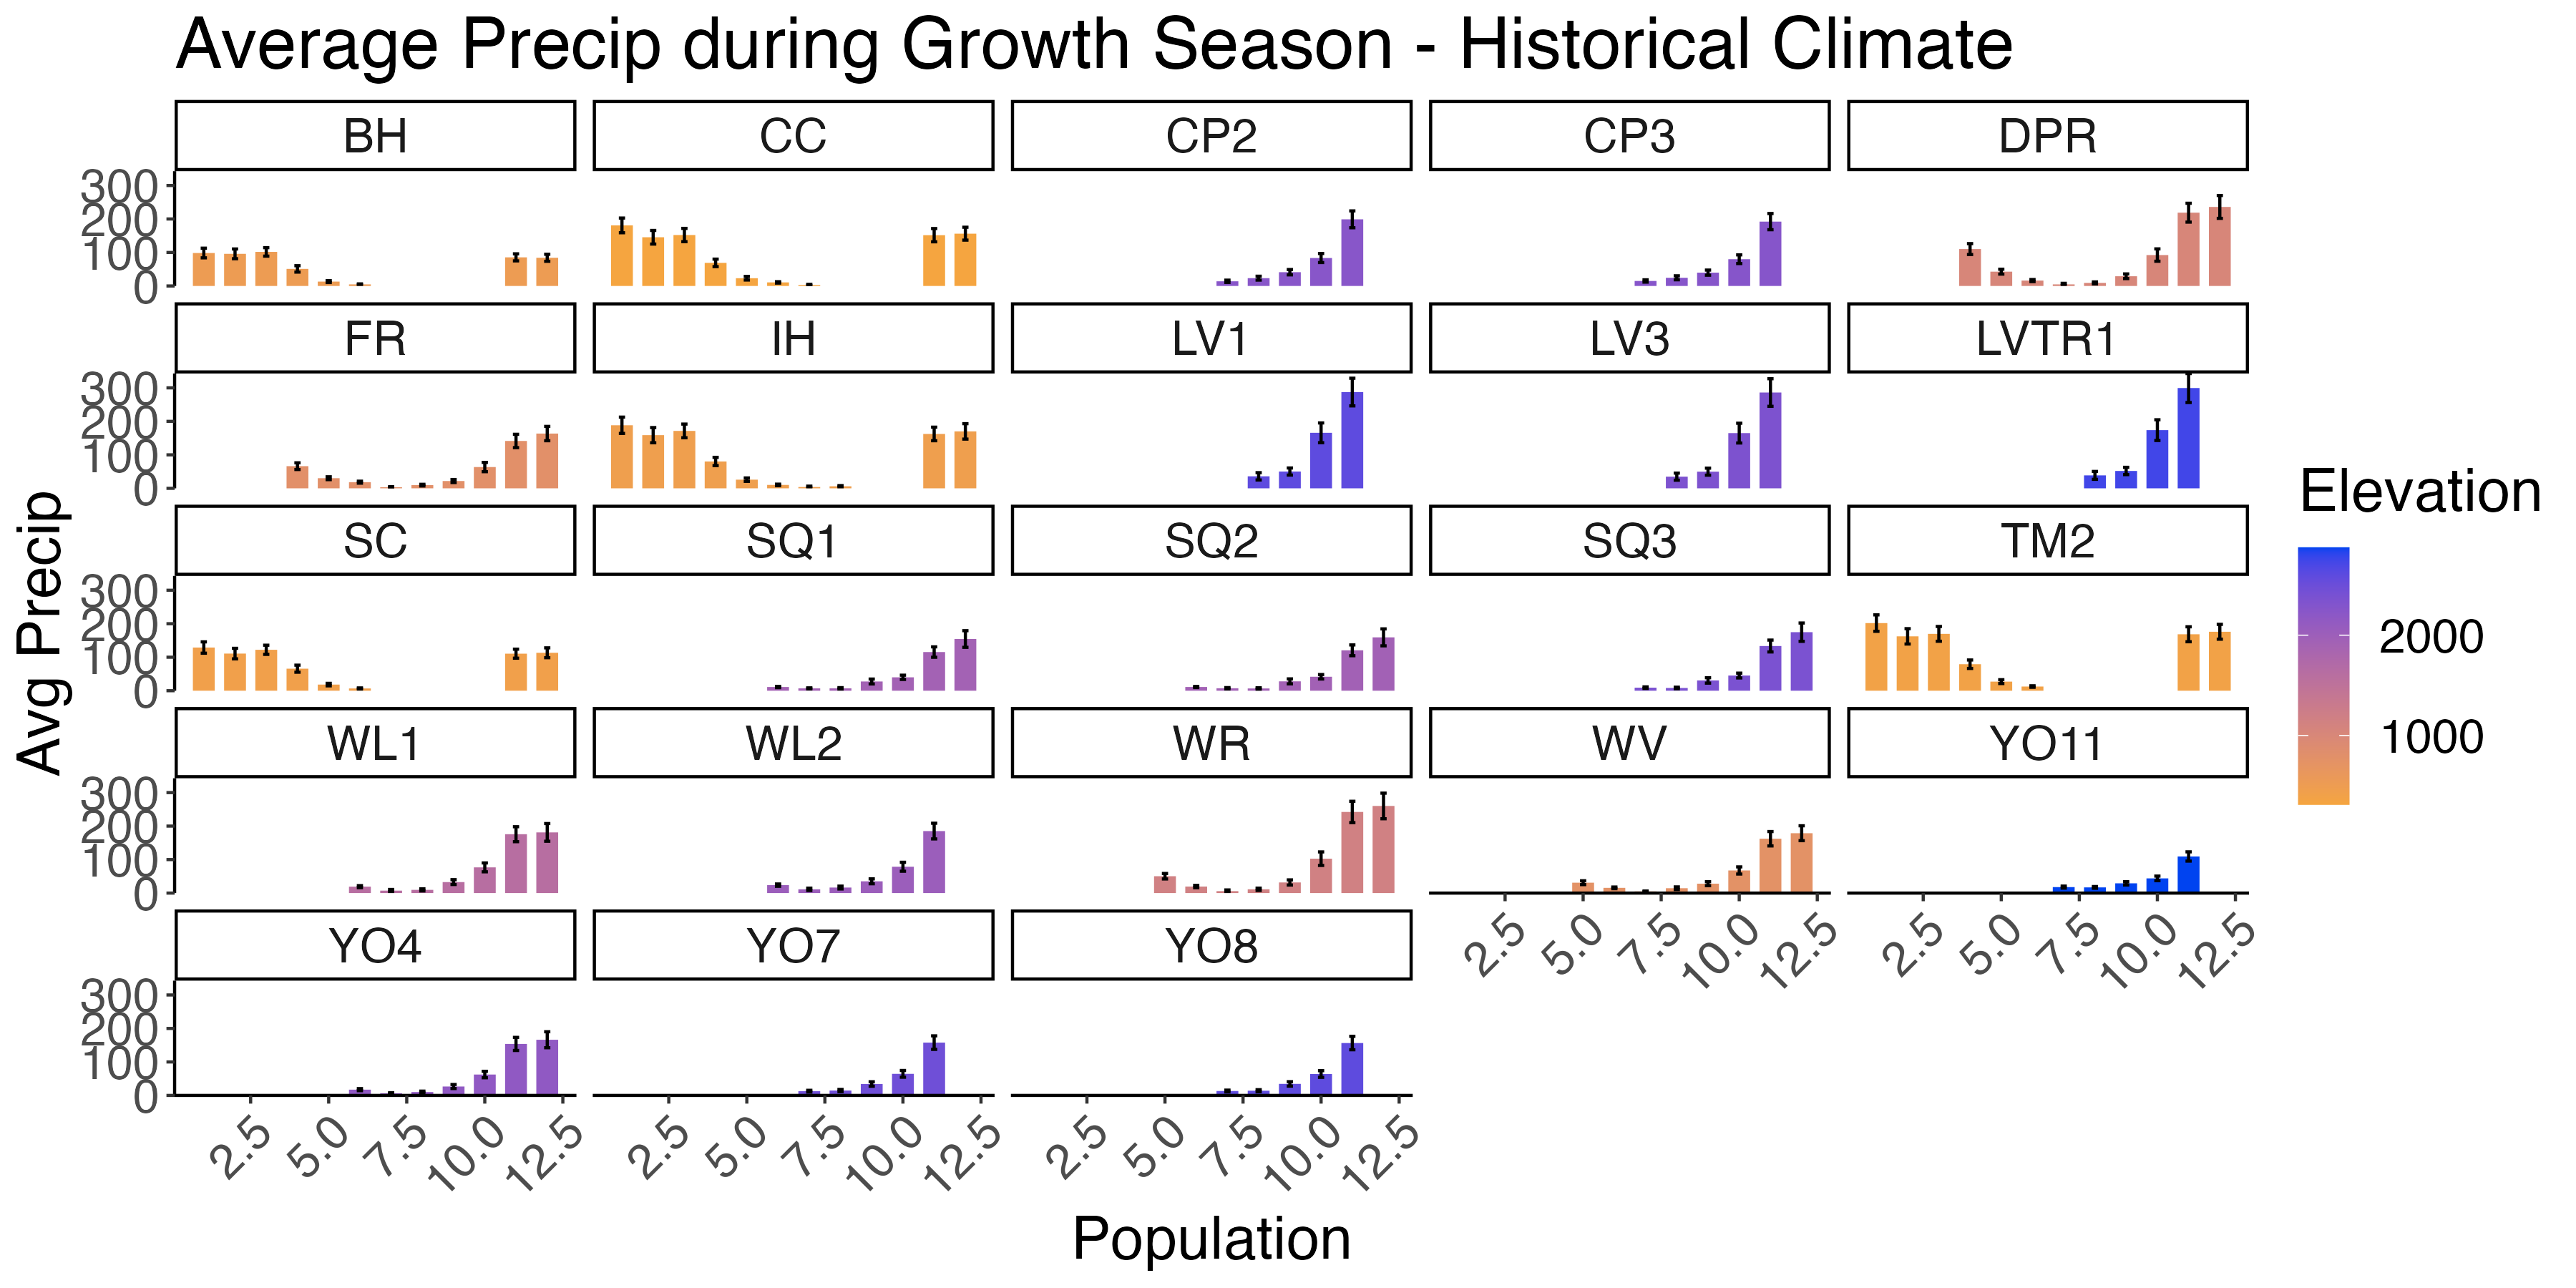 Average Precip during Growth Season - Historical Climate
BH CC CP2 CP3 DPR
300
200
100
0
FR IH LV1 LV3 LVTR1
300
200
100
0
SC SQ1 SQ2 SQ3 TM2
300
200
100
0
WL1 WL2 WR WV YO11
300
200
100
0
2.5 5.0 7.5 10.0 12.5 2.5 5.0 7.5 10.0 12.5
YO4 YO7 YO8
300
200
100
0
2.5 5.0 7.5 10.0 12.5 2.5 5.0 7.5 10.0 12.5 2.5 5.0 7.5 10.0 12.5
Population
Avg Precip
Elevation
2000
1000